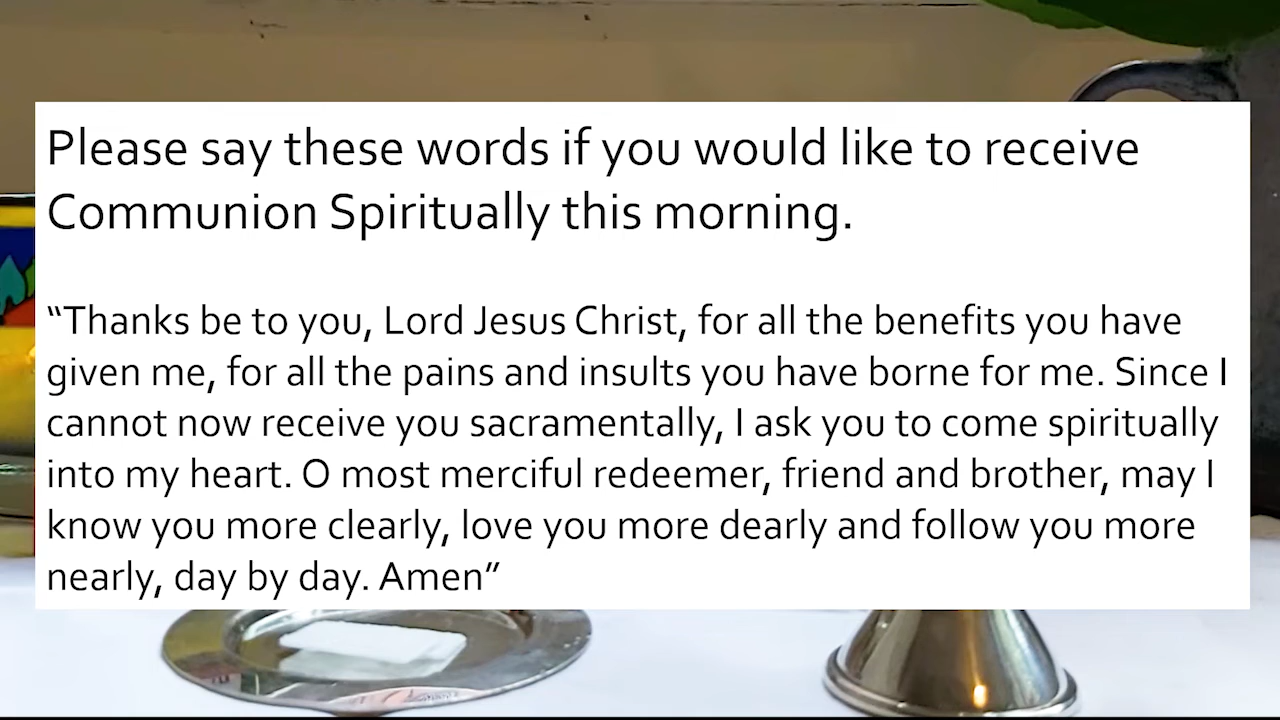 Please say these words if you would like to receive
Communion Spiritually this morning.
“Thanks be to you, Lord Jesus Christ, for all the benefits you have
given me, for all the pains and insults you have borne for me. Since I
cannot now receive you sacramentally, I ask you to come spiritually
into my heart. O most merciful redeemer, friend and brother, may I
know you more clearly, love you more dearly and follow you more
nearly, day by day. Amen”